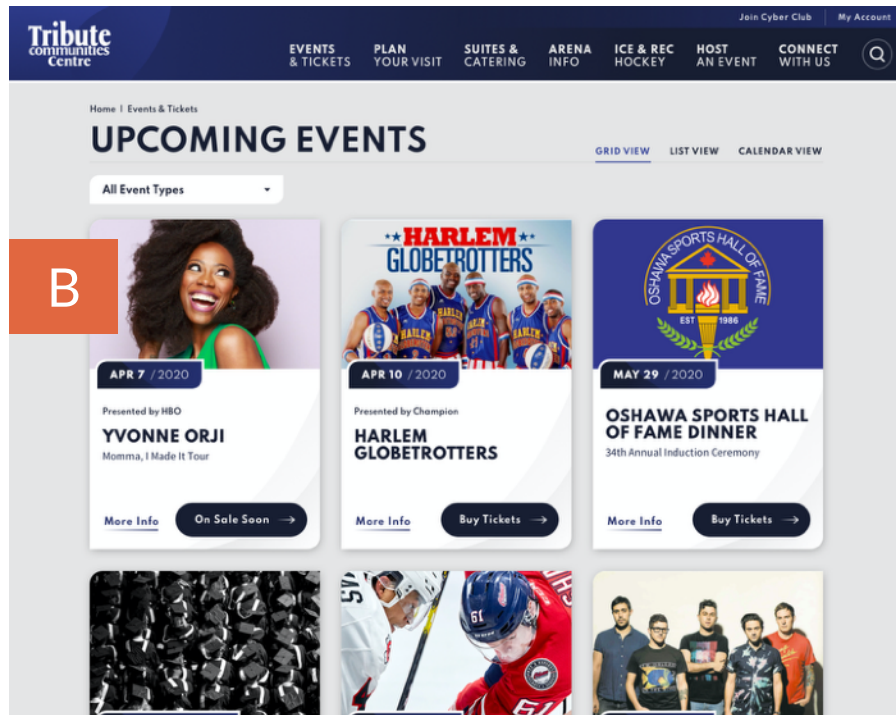 Join Cyber Club
My Account
Tribute
communities
Centre
EVENTS
& TICKETS
PLAN
YOUR VISIT
SUITES &
CATERING
ARENA
INFO
ICE & REC
HOCKEY
HOST
AN EVENT
CONNECT
WITH US
Home | Events & Tickets
UPCOMING EVENTS
GRID VIEW
LIST VIEW
CALENDAR VIEW
All Event Types
B
HARLEM
GLOBETROTTERS
OSHAWA SPORTS HALL OF FAME
EST 1986
APR 7 / 2020
Presented by HBO
YVONNE ORJI
Momma, I Made It Tour
More Info
On Sale Soon
APR 10 / 2020
Presented by Champion
HARLEM
GLOBETROTTERS
More Info
Buy Tickets
MAY 29 / 2020
OSHAWA SPORTS HALL
OF FAME DINNER
34th Annual Induction Ceremony
More Info
Buy Tickets
61